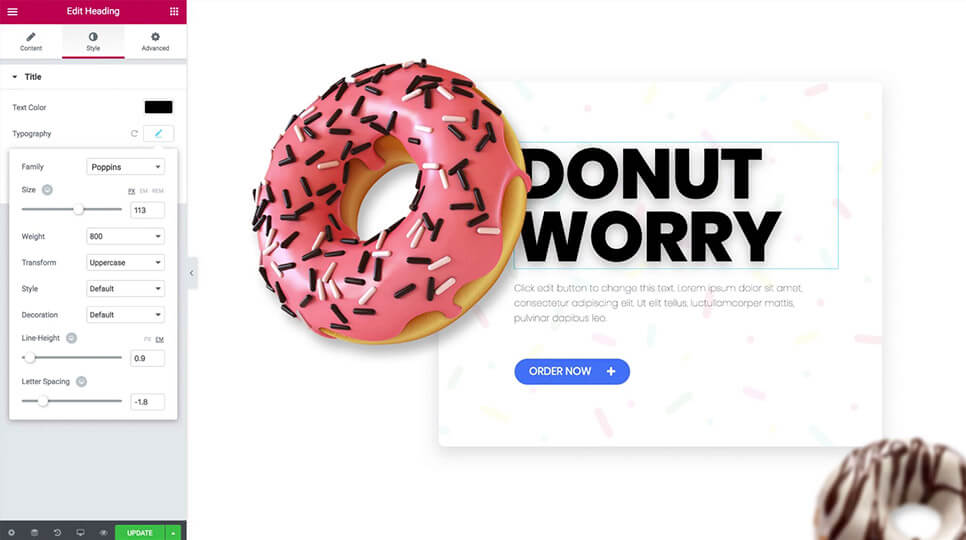 Edit Heading
Content
Style
Advanced
Title
Text Color
Typography
Family
Poppins
Size
PX EM REM
113
Weight
800
Transform
Uppercase
Style
Default
Decoration
Default
Line-Height
PX EM
0.9
Letter Spacing
-1.8
UPDATE
DONUT
WORRY
Click edit button to change this text. Lorem ipsum dolor sit amet,
consectetur adipiscing elit. Ut elit tellus, luctullamcorper mattis,
pulvinar dapibus leo.
ORDER NOW